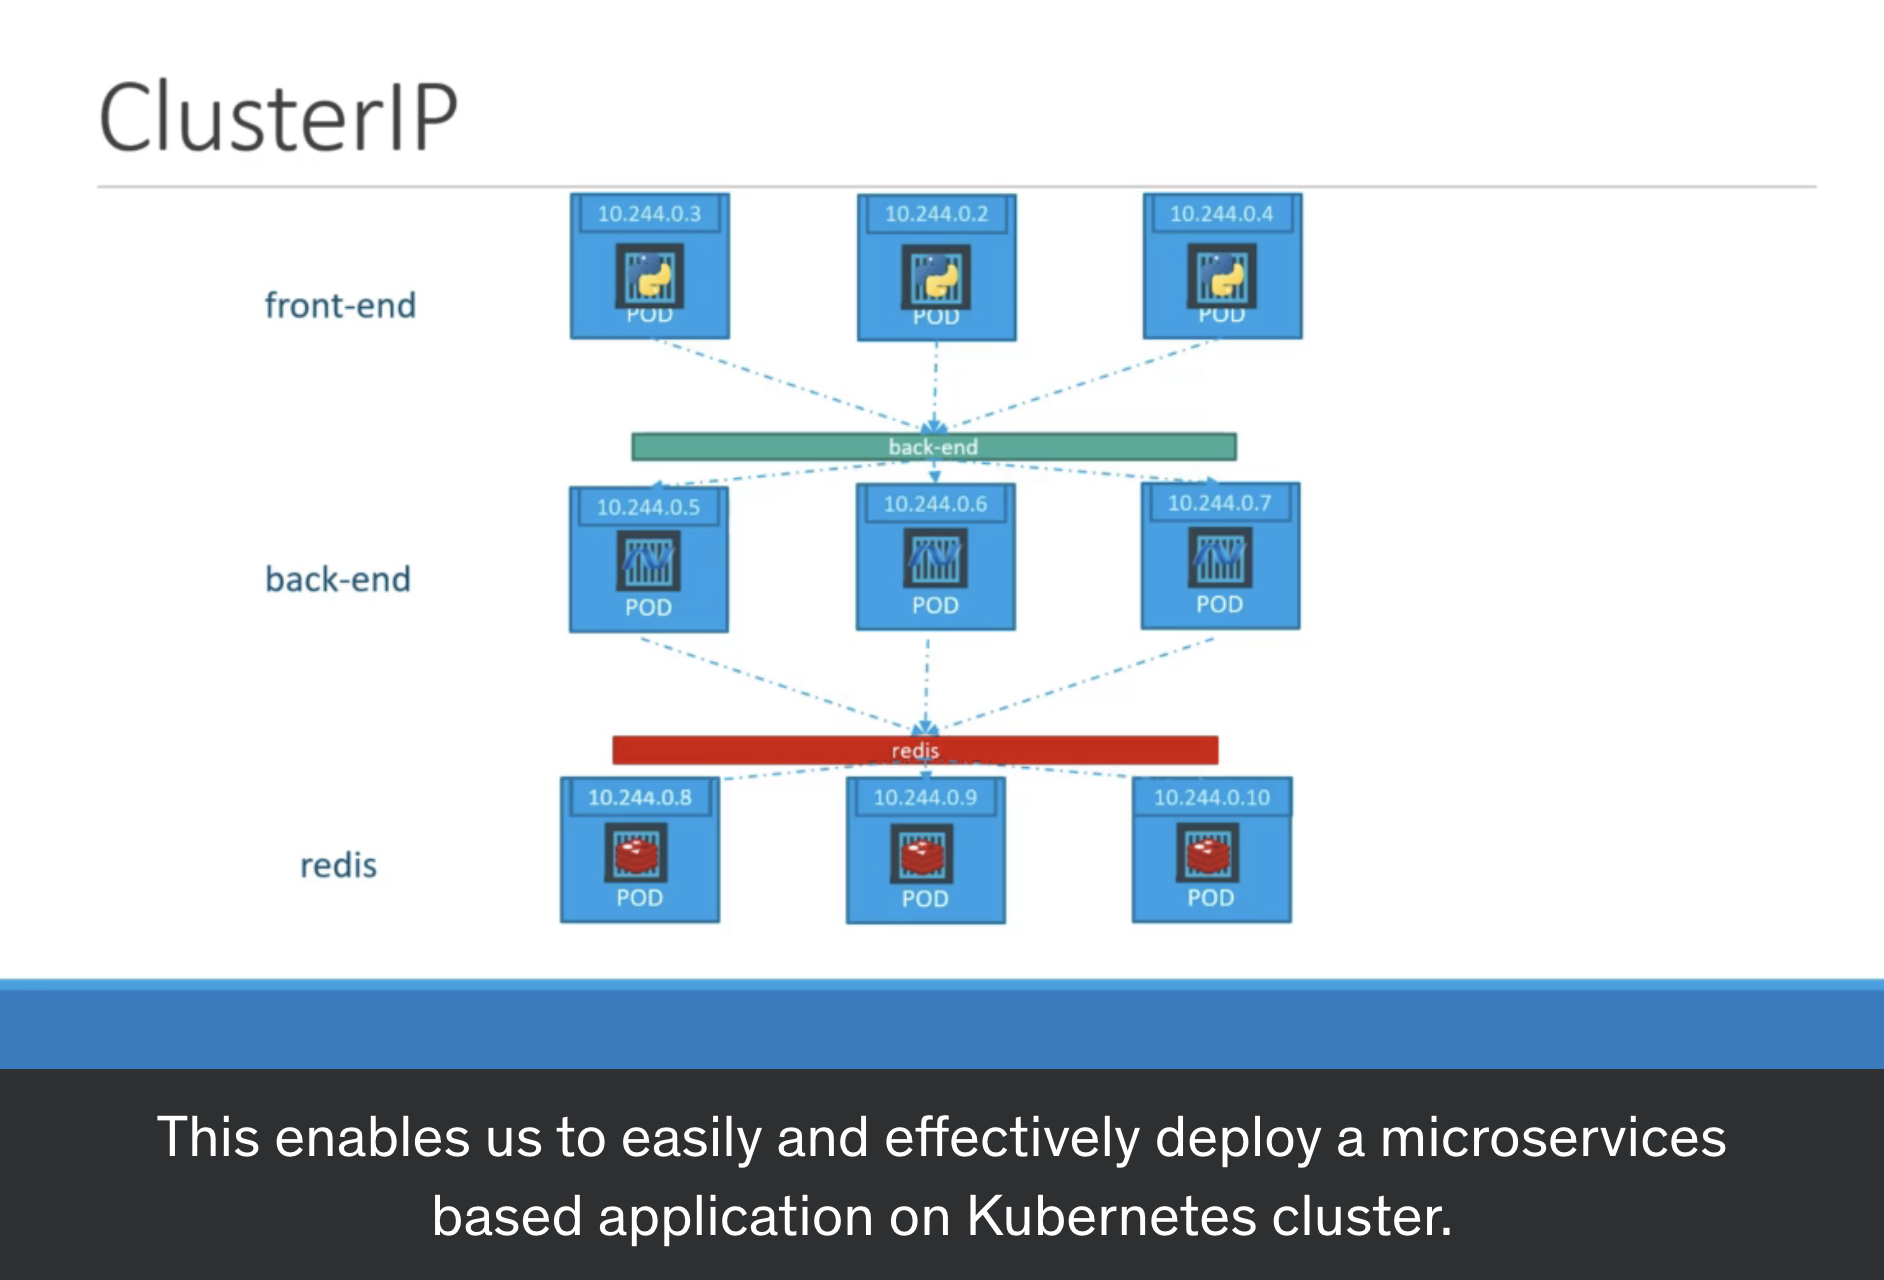 ClusterIP
10.244.0.3
10.244.0.2
10.244.0.4
front-end
POD
POD
POD
back-end
10.244.0.5
10.244.0.6
10.244.0.7
back-end
POD
POD
POD
redis
10.244.0.8
10.244.0.9
10.244.0.10
redis
POD
POD
POD
This enables us to easily and effectively deploy a microservices
based application on Kubernetes cluster.